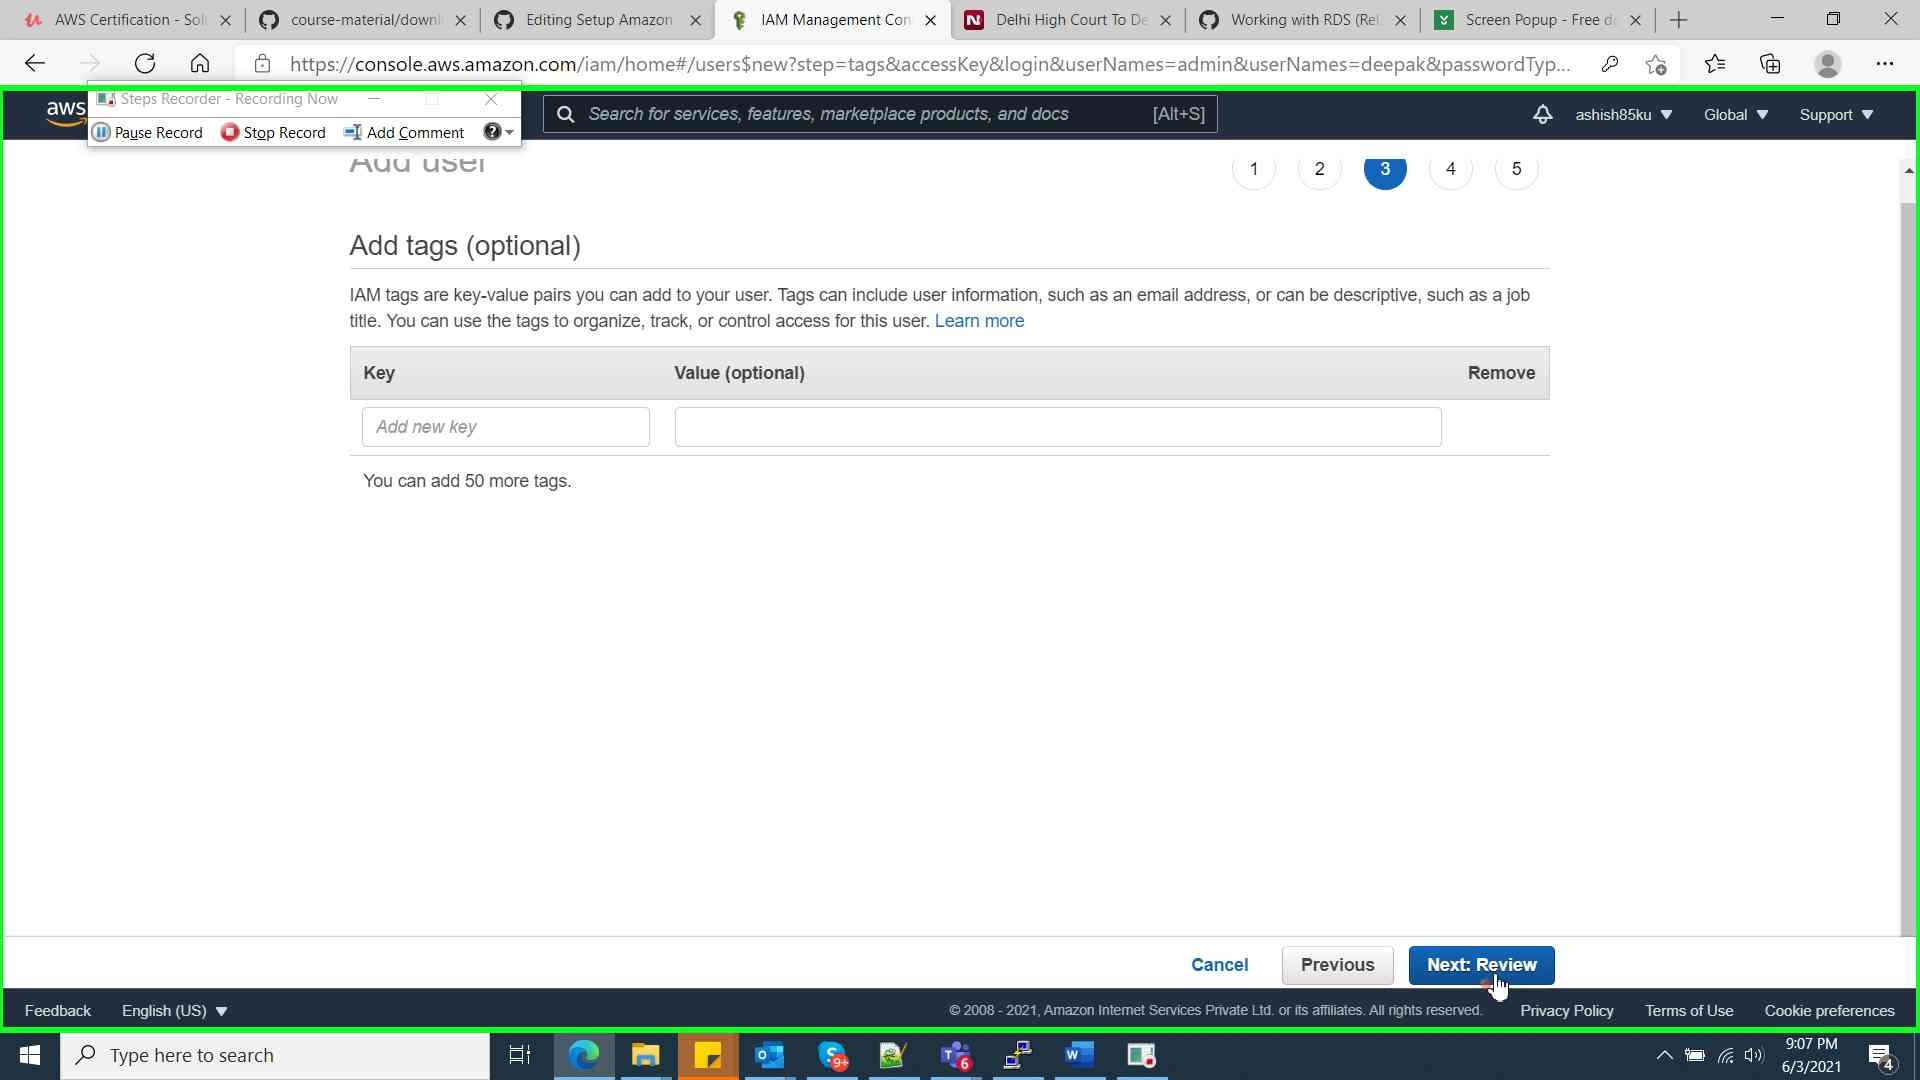 AWS Certification - Sol
course-material/downl
Editing Setup Amazon
IAM Management Con
Delhi High Court To De
Working with RDS (Rel
Screen Popup - Free d
https://console.aws.amazon.com/iam/home#/users$new?step=tags&accessKey&login&userNames=admin&userNames=deepak&passwordTyp...
aws
Steps Recorder - Recording Now
Pause Record
Stop Record
Add Comment
Search for services, features, marketplace products, and docs
[Alt+S]
ashish85ku
Global
Support
Add user
1
2
3
4
5
Add tags (optional)
IAM tags are key-value pairs you can add to your user. Tags can include user information, such as an email address, or can be descriptive, such as a job
title. You can use the tags to organize, track, or control access for this user. Learn more
Key
Value (optional)
Remove
Add new key
You can add 50 more tags.
Cancel
Previous
Next: Review
Feedback
English (US)
© 2008 - 2021, Amazon Internet Services Private Ltd. or its affiliates. All rights reserved.
Privacy Policy
Terms of Use
Cookie preferences
Type here to search
9+
6
9:07 PM
6/3/2021
4